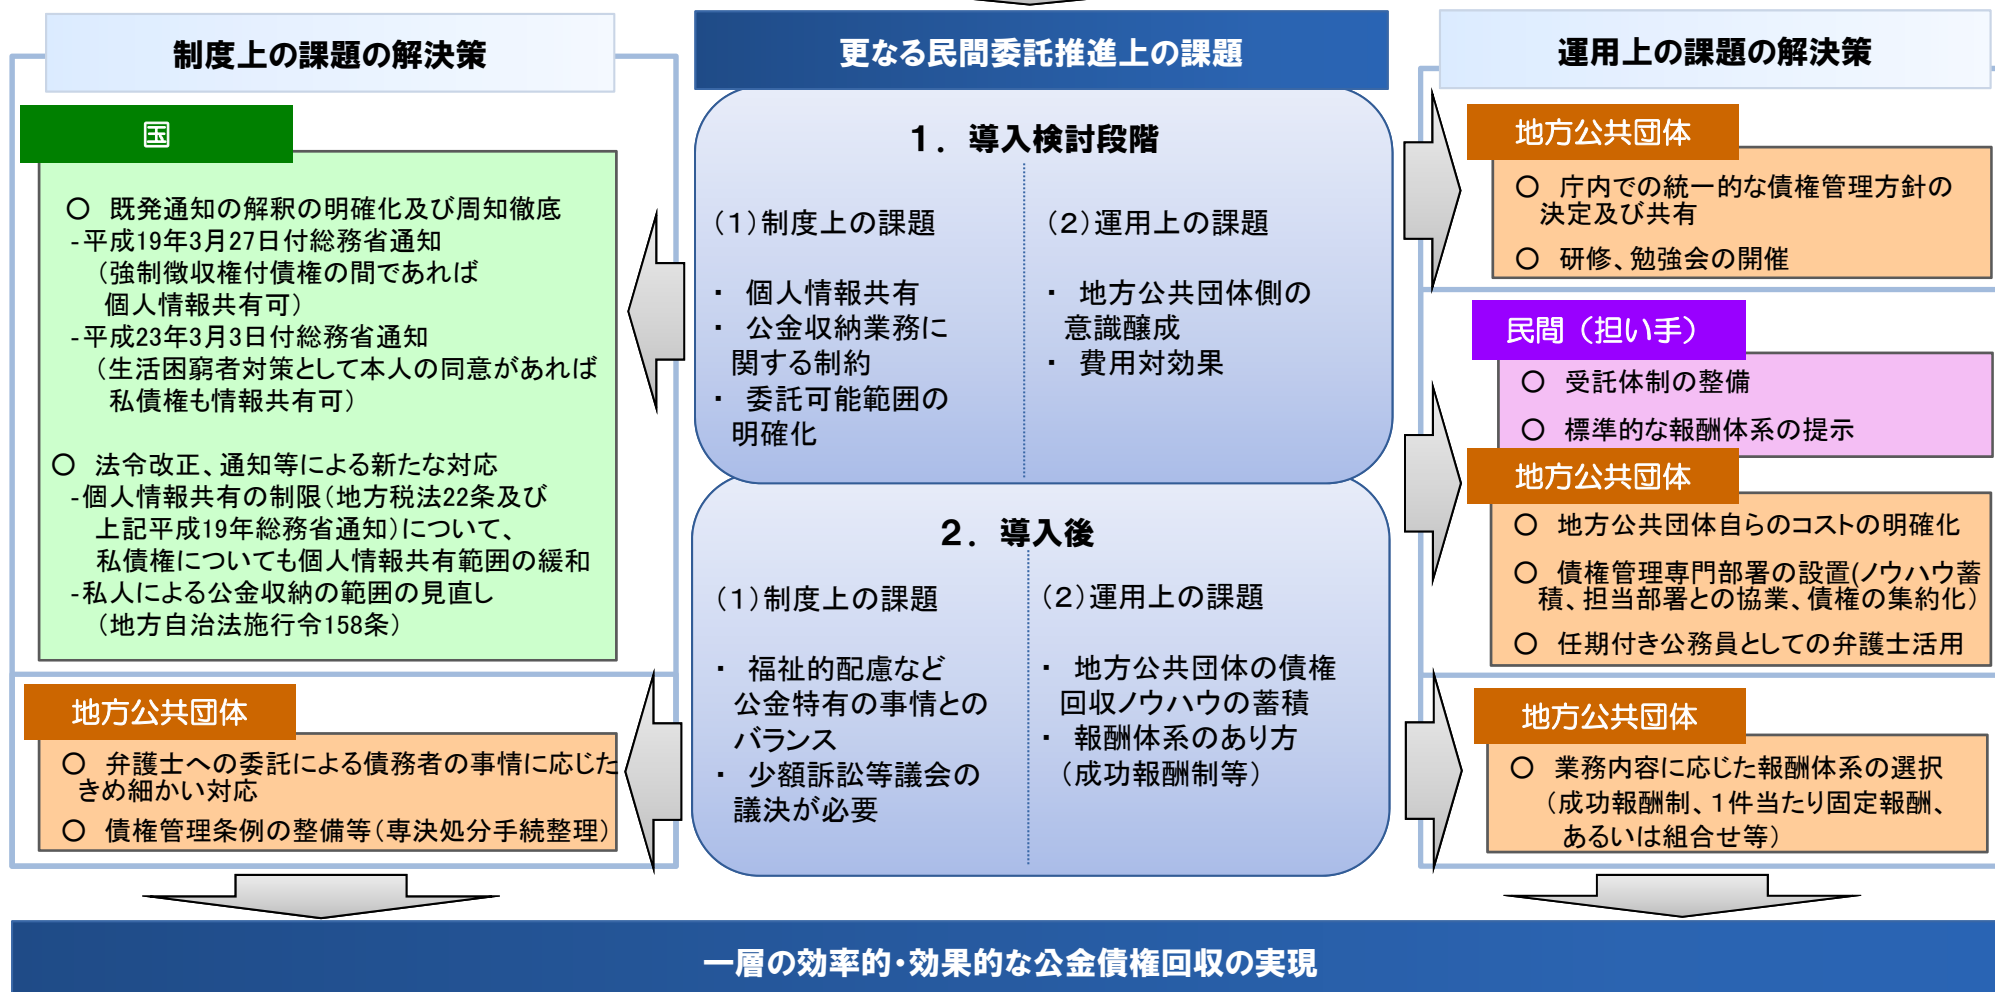 制度上の課題の解決策
国
○ 既発通知の解釈の明確化及び周知徹底
-平成19年3月27日付総務省通知
（強制徴収権付債権の間であれば
個人情報共有可）
-平成23年3月3日付総務省通知
（生活困窮者対策として本人の同意があれば
私債権も情報共有可）
○ 法令改正、通知等による新たな対応
-個人情報共有の制限（地方税法22条及び
上記平成19年総務省通知）について、
私債権についても個人情報共有範囲の緩和
-私人による公金収納の範囲の見直し
（地方自治法施行令158条）
地方公共団体
○ 弁護士への委託による債務者の事情に応じた
きめ細かい対応
○ 債権管理条例の整備等（専決処分手続整理）
更なる民間委託推進上の課題
１．導入検討段階
（１）制度上の課題
・ 個人情報共有
・ 公金収納業務に
関する制約
・ 委託可能範囲の
明確化
（２）運用上の課題
・ 地方公共団体側の
意識醸成
・ 費用対効果
２．導入後
（１）制度上の課題
・ 福祉的配慮など
公金特有の事情との
バランス
・ 少額訴訟等議会の
議決が必要
（２）運用上の課題
・ 地方公共団体の債権
回収ノウハウの蓄積
・ 報酬体系のあり方
（成功報酬制等）
運用上の課題の解決策
地方公共団体
○ 庁内での統一的な債権管理方針の
決定及び共有
○ 研修、勉強会の開催
民間（担い手）
○ 受託体制の整備
○ 標準的な報酬体系の提示
地方公共団体
○ 地方公共団体自らのコストの明確化
○ 債権管理専門部署の設置(ノウハウ蓄
積、担当部署との協業、債権の集約化）
○ 任期付き公務員としての弁護士活用
地方公共団体
○ 業務内容に応じた報酬体系の選択
（成功報酬制、１件当たり固定報酬、
あるいは組合せ等）
一層の効率的・効果的な公金債権回収の実現